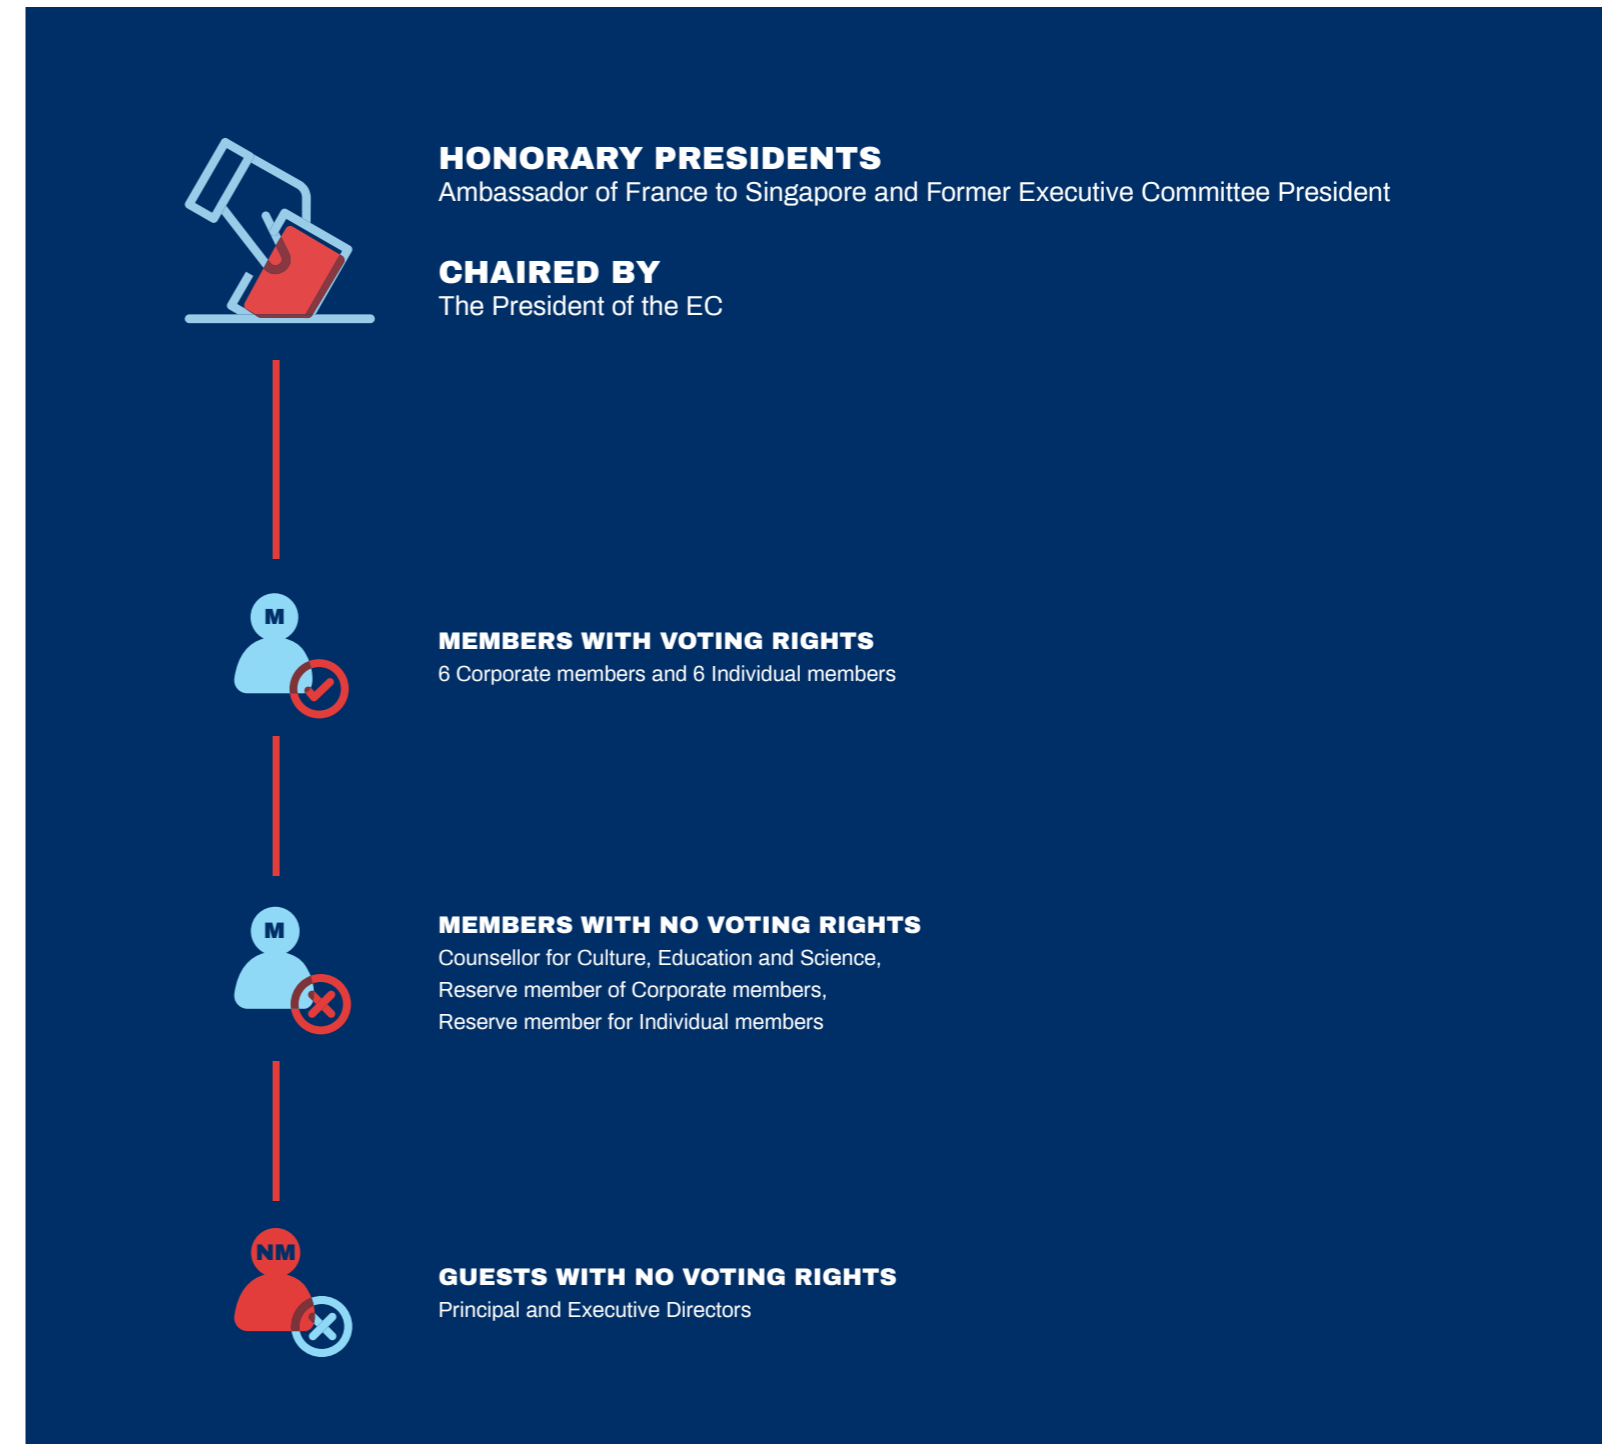 HONORARY PRESIDENTS
Ambassador of France to Singapore and Former Executive Committee President
CHAIRED BY
The President of the EC
M
MEMBERS WITH VOTING RIGHTS
6 Corporate members and 6 Individual members
M
MEMBERS WITH NO VOTING RIGHTS
Counsellor for Culture, Education and Science,
Reserve member of Corporate members,
Reserve member for Individual members
NM
GUESTS WITH NO VOTING RIGHTS
Principal and Executive Directors